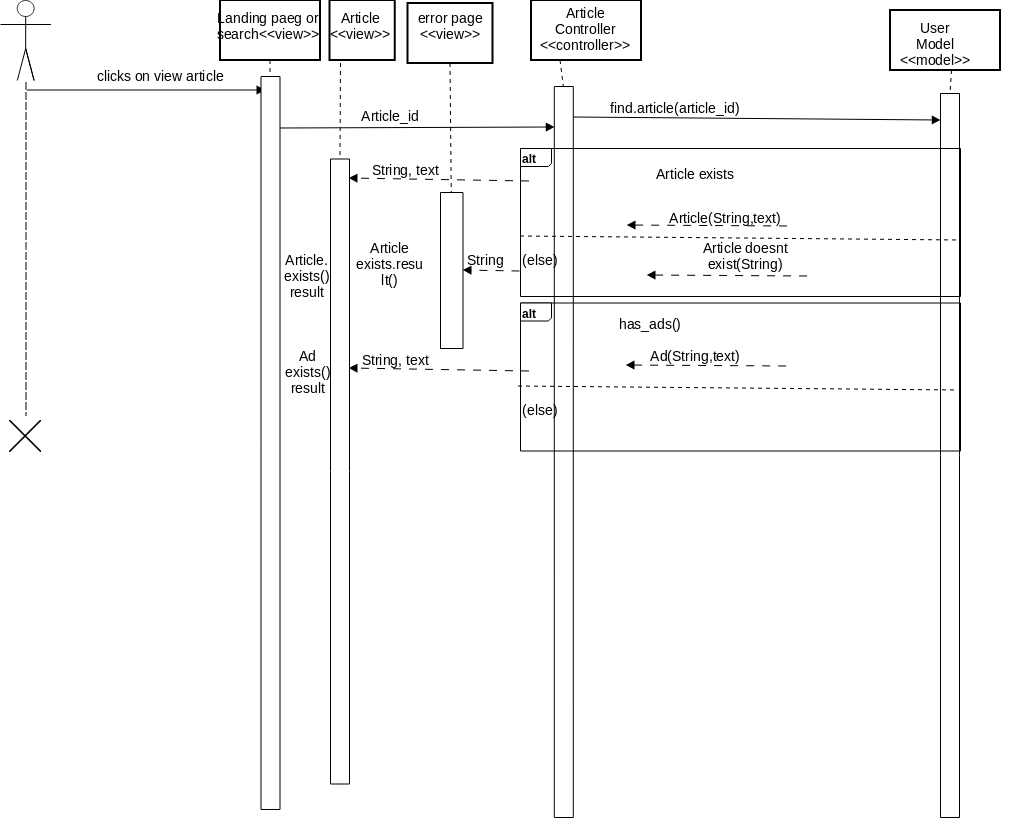 Landing paeg or
search<<view>>
Article
<<view>>
error page
<<view>>
Article
Controller
<<controller>>
User
Model
<<model>>
clicks on view article
Article_id
find.article(article_id)
alt
String, text
Article exists
Article(String,text)
Article.
exists()
result
Article
exists.resu
lt()
String
(else)
Article doesnt
exist(String)
alt
has_ads()
Ad
exists()
result
String, text
Ad(String,text)
(else)